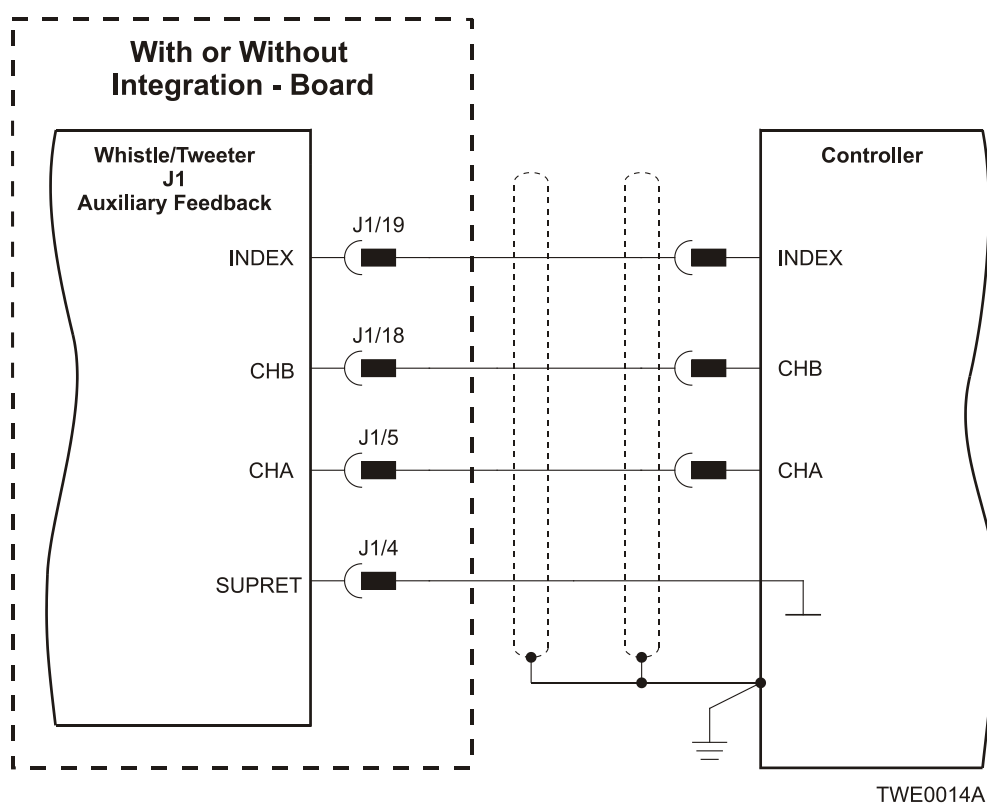 With or Without
Integration - Board
Whistle/Tweeter
J1
Auxiliary Feedback
Controller
J1/19
INDEX
INDEX
J1/18
CHB
CHB
J1/5
CHA
CHA
J1/4
SUPRET
TWE0014A